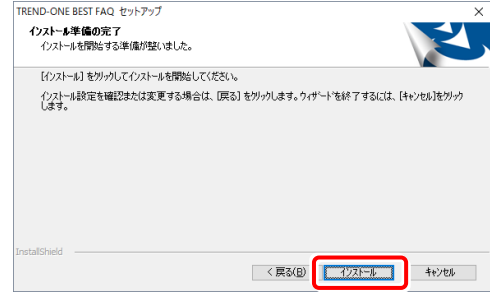 TREND-ONE BEST FAQ セットアップ
インストール準備の完了
インストールを開始する準備が整いました。
[インストール] をクリックしてインストールを開始してください。
インストール設定を確認または変更する場合は、[戻る] をクリックします。ウィザードを終了するには、[キャンセル]をクリック
します。
InstallShield
< 戻る(B)
インストール
キャンセル